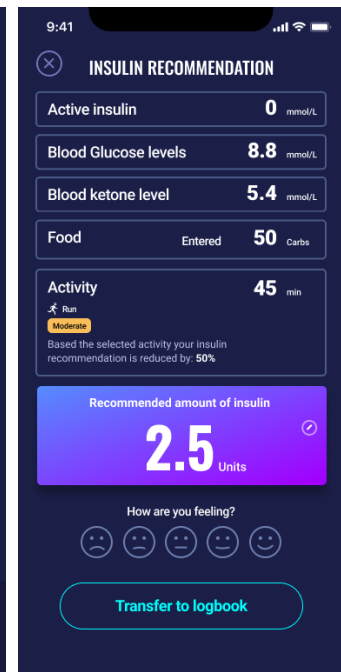 9:41
INSULIN RECOMMENDATION
Active insulin 0 mmol/L
Blood Glucose levels 8.8 mmol/L
Blood ketone level 5.4 mmol/L
Food Entered 50 Carbs
Activity 45 min
Run
Moderate
Based the selected activity your insulin
recommendation is reduced by: 50%
Recommended amount of insulin
2.5 Units
How are you feeling?
Transfer to logbook